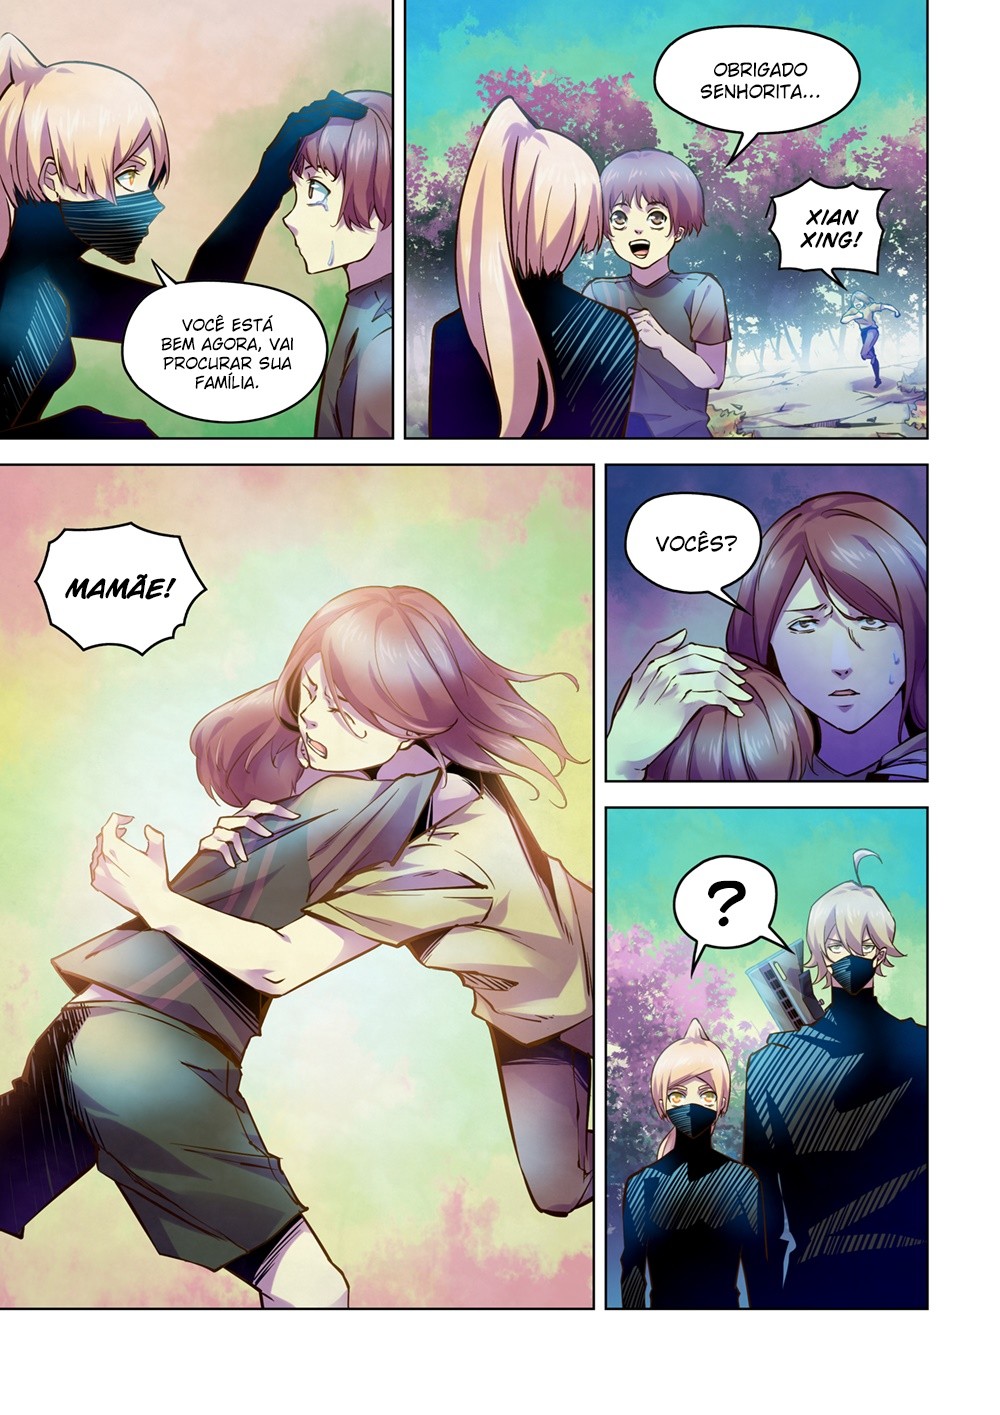 VOCÊ ESTÁ
BEM AGORA, VAI
PROCURAR SUA
FAMÍLIA.
OBRIGADO
SENHORITA...
XIAN
XING!
MAMÃE!
VOCÊS?
?